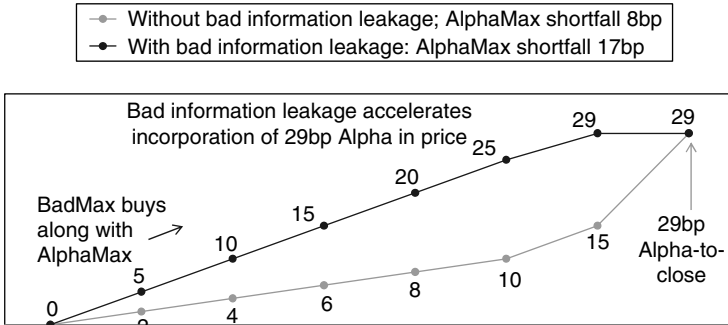 Without bad information leakage; AlphaMax shortfall 8bp
With bad information leakage: AlphaMax shortfall 17bp
Bad information leakage accelerates
incorporation of 29bp Alpha in price
29
29
25
20
BadMax buys
along with
AlphaMax
15
10
5
0
4
6
8
10
15
29bp
Alpha-to-
close